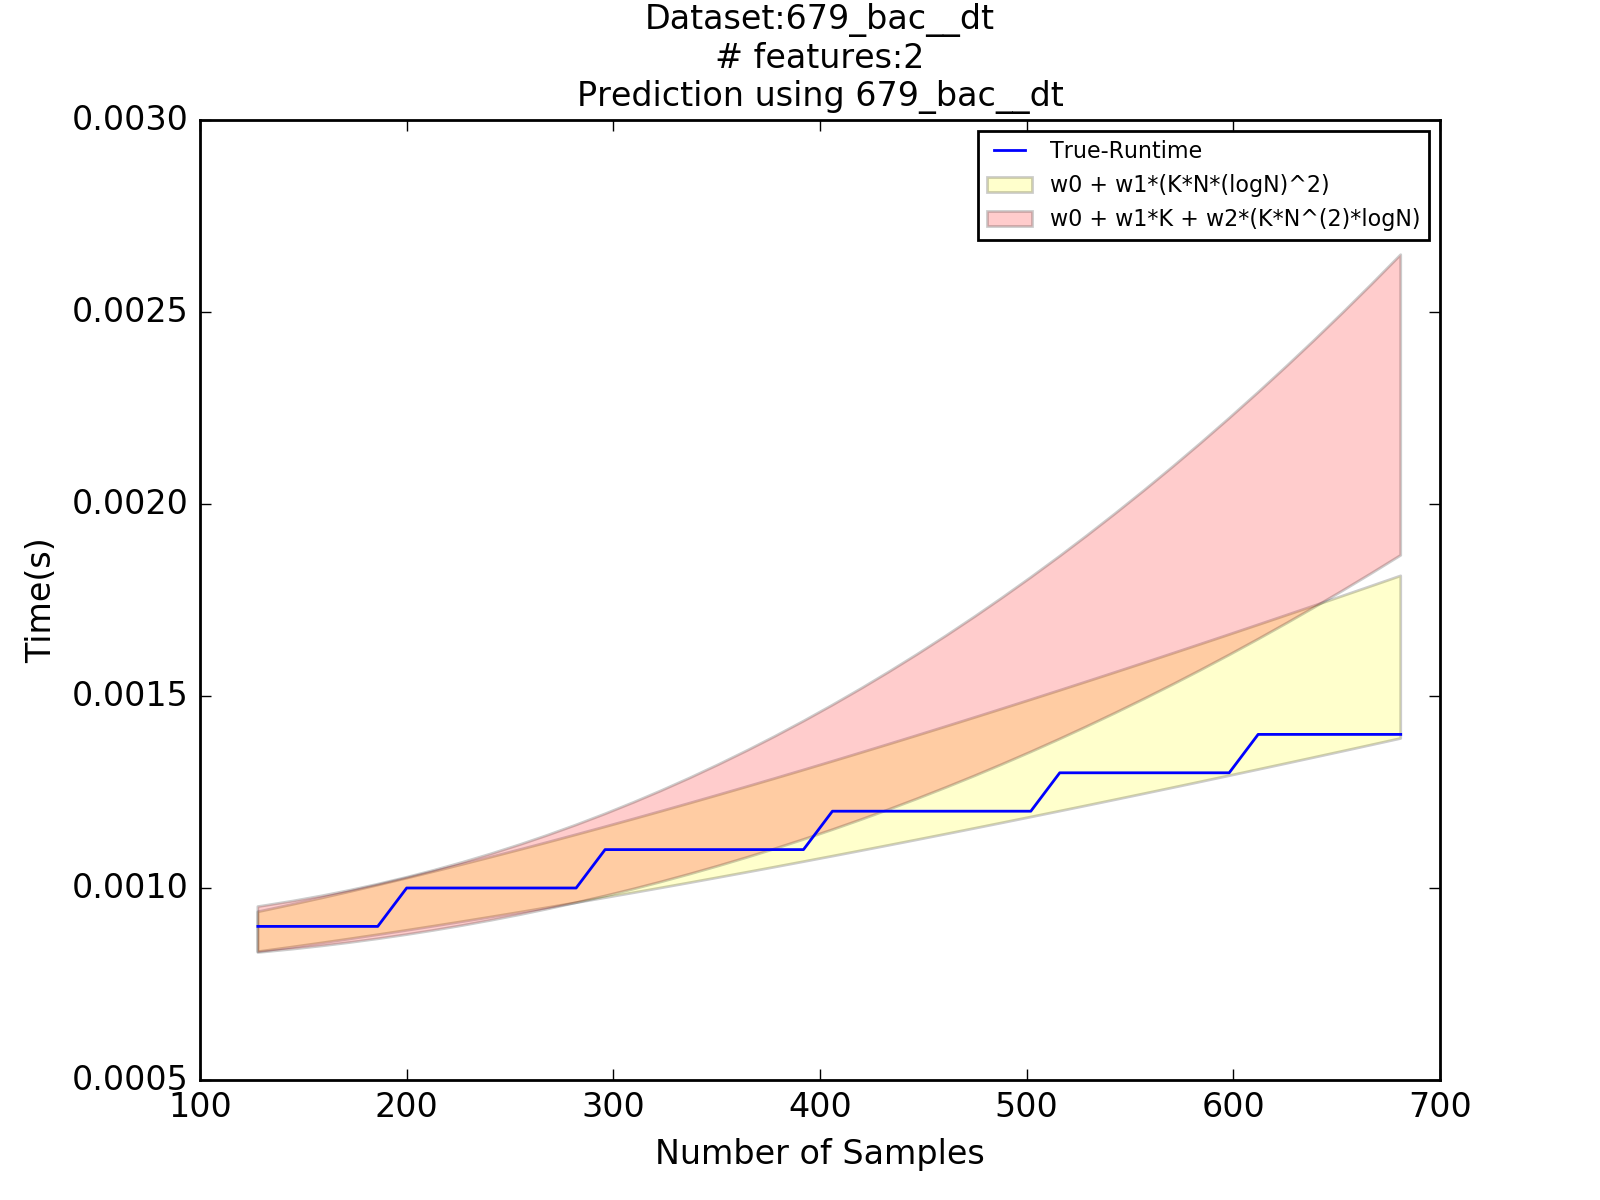 Dataset:679_bac__dt
# features:2
Prediction using 679_bac__dt
0.0030
0.0025
0.0020
0.0015
0.0010
0.0005
Time(s)
True-Runtime
w0 + w1*(K*N*(logN)^2)
w0 + w1*K + w2*(K*N^(2)*logN)
100 200 300 400 500 600 700
Number of Samples